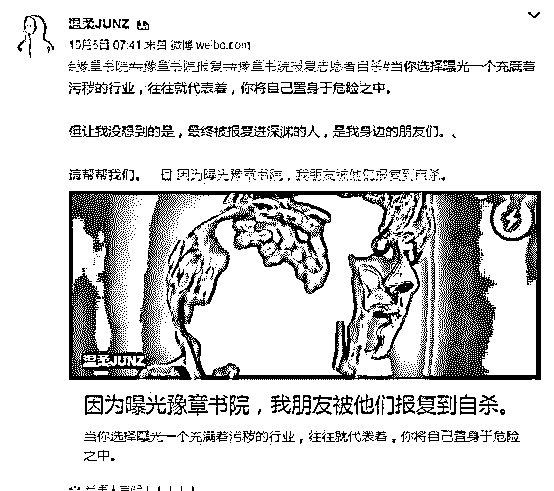 温柔JUNZ
10月6日 07:41 来自 微博 weibo.com
#豫章书院##豫章书院报复##豫章书院报复志愿者自杀#当你选择曝光一个充满着
污秽的行业，往往就代表着，你将自己置身于危险之中。
但让我没想到的是，最终被报复进深渊的人，是我身边的朋友们。、
请帮帮我们。 因为曝光豫章书院，我朋友被他们报复到自杀。
温柔JUNZ
因为曝光豫章书院，我朋友被他们报复到自杀。
当你选择曝光一个充满着污秽的行业，往往就代表着，你将自己置身于危险
之中。